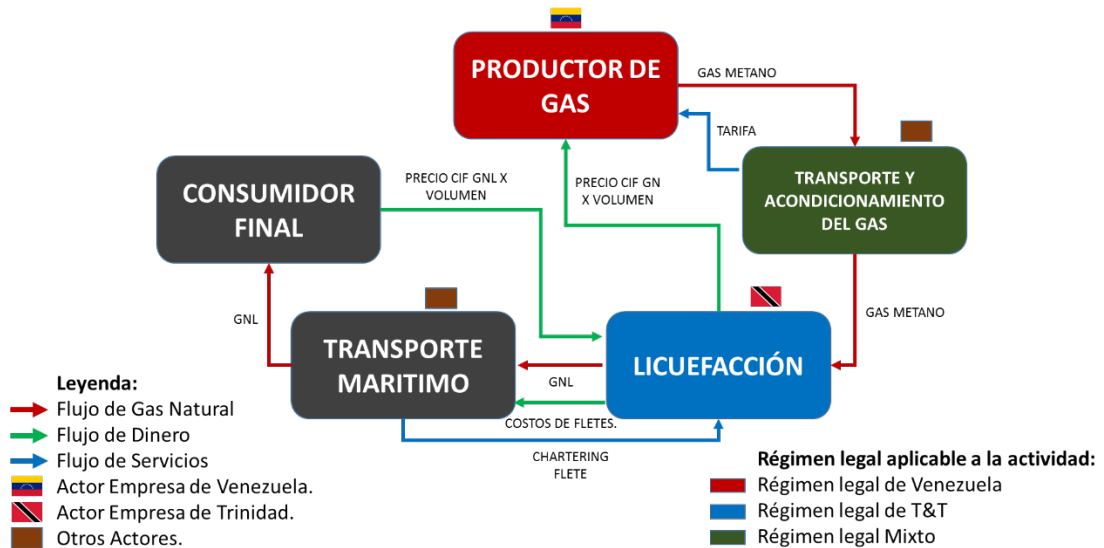 PRODUCTOR DE
GAS
GAS METANO
TARIFA
TRANSPORTE Y
ACONDICIONAMIENTO
DEL GAS
CONSUMIDOR
FINAL
PRECIO CIF GNL X
VOLUMEN
PRECIO CIF GN
X VOLUMEN
GNL
TRANSPORTE
MARITIMO
GNL
COSTOS DE FLETES.
CHARTERING
FLETE
LICUEFACCIÓN
GAS METANO
Leyenda:
Flujo de Gas Natural
Flujo de Dinero
Flujo de Servicios
Actor Empresa de Venezuela.
Actor Empresa de Trinidad.
Otros Actores.
Régimen legal aplicable a la actividad:
Régimen legal de Venezuela
Régimen legal de T&T
Régimen legal Mixto